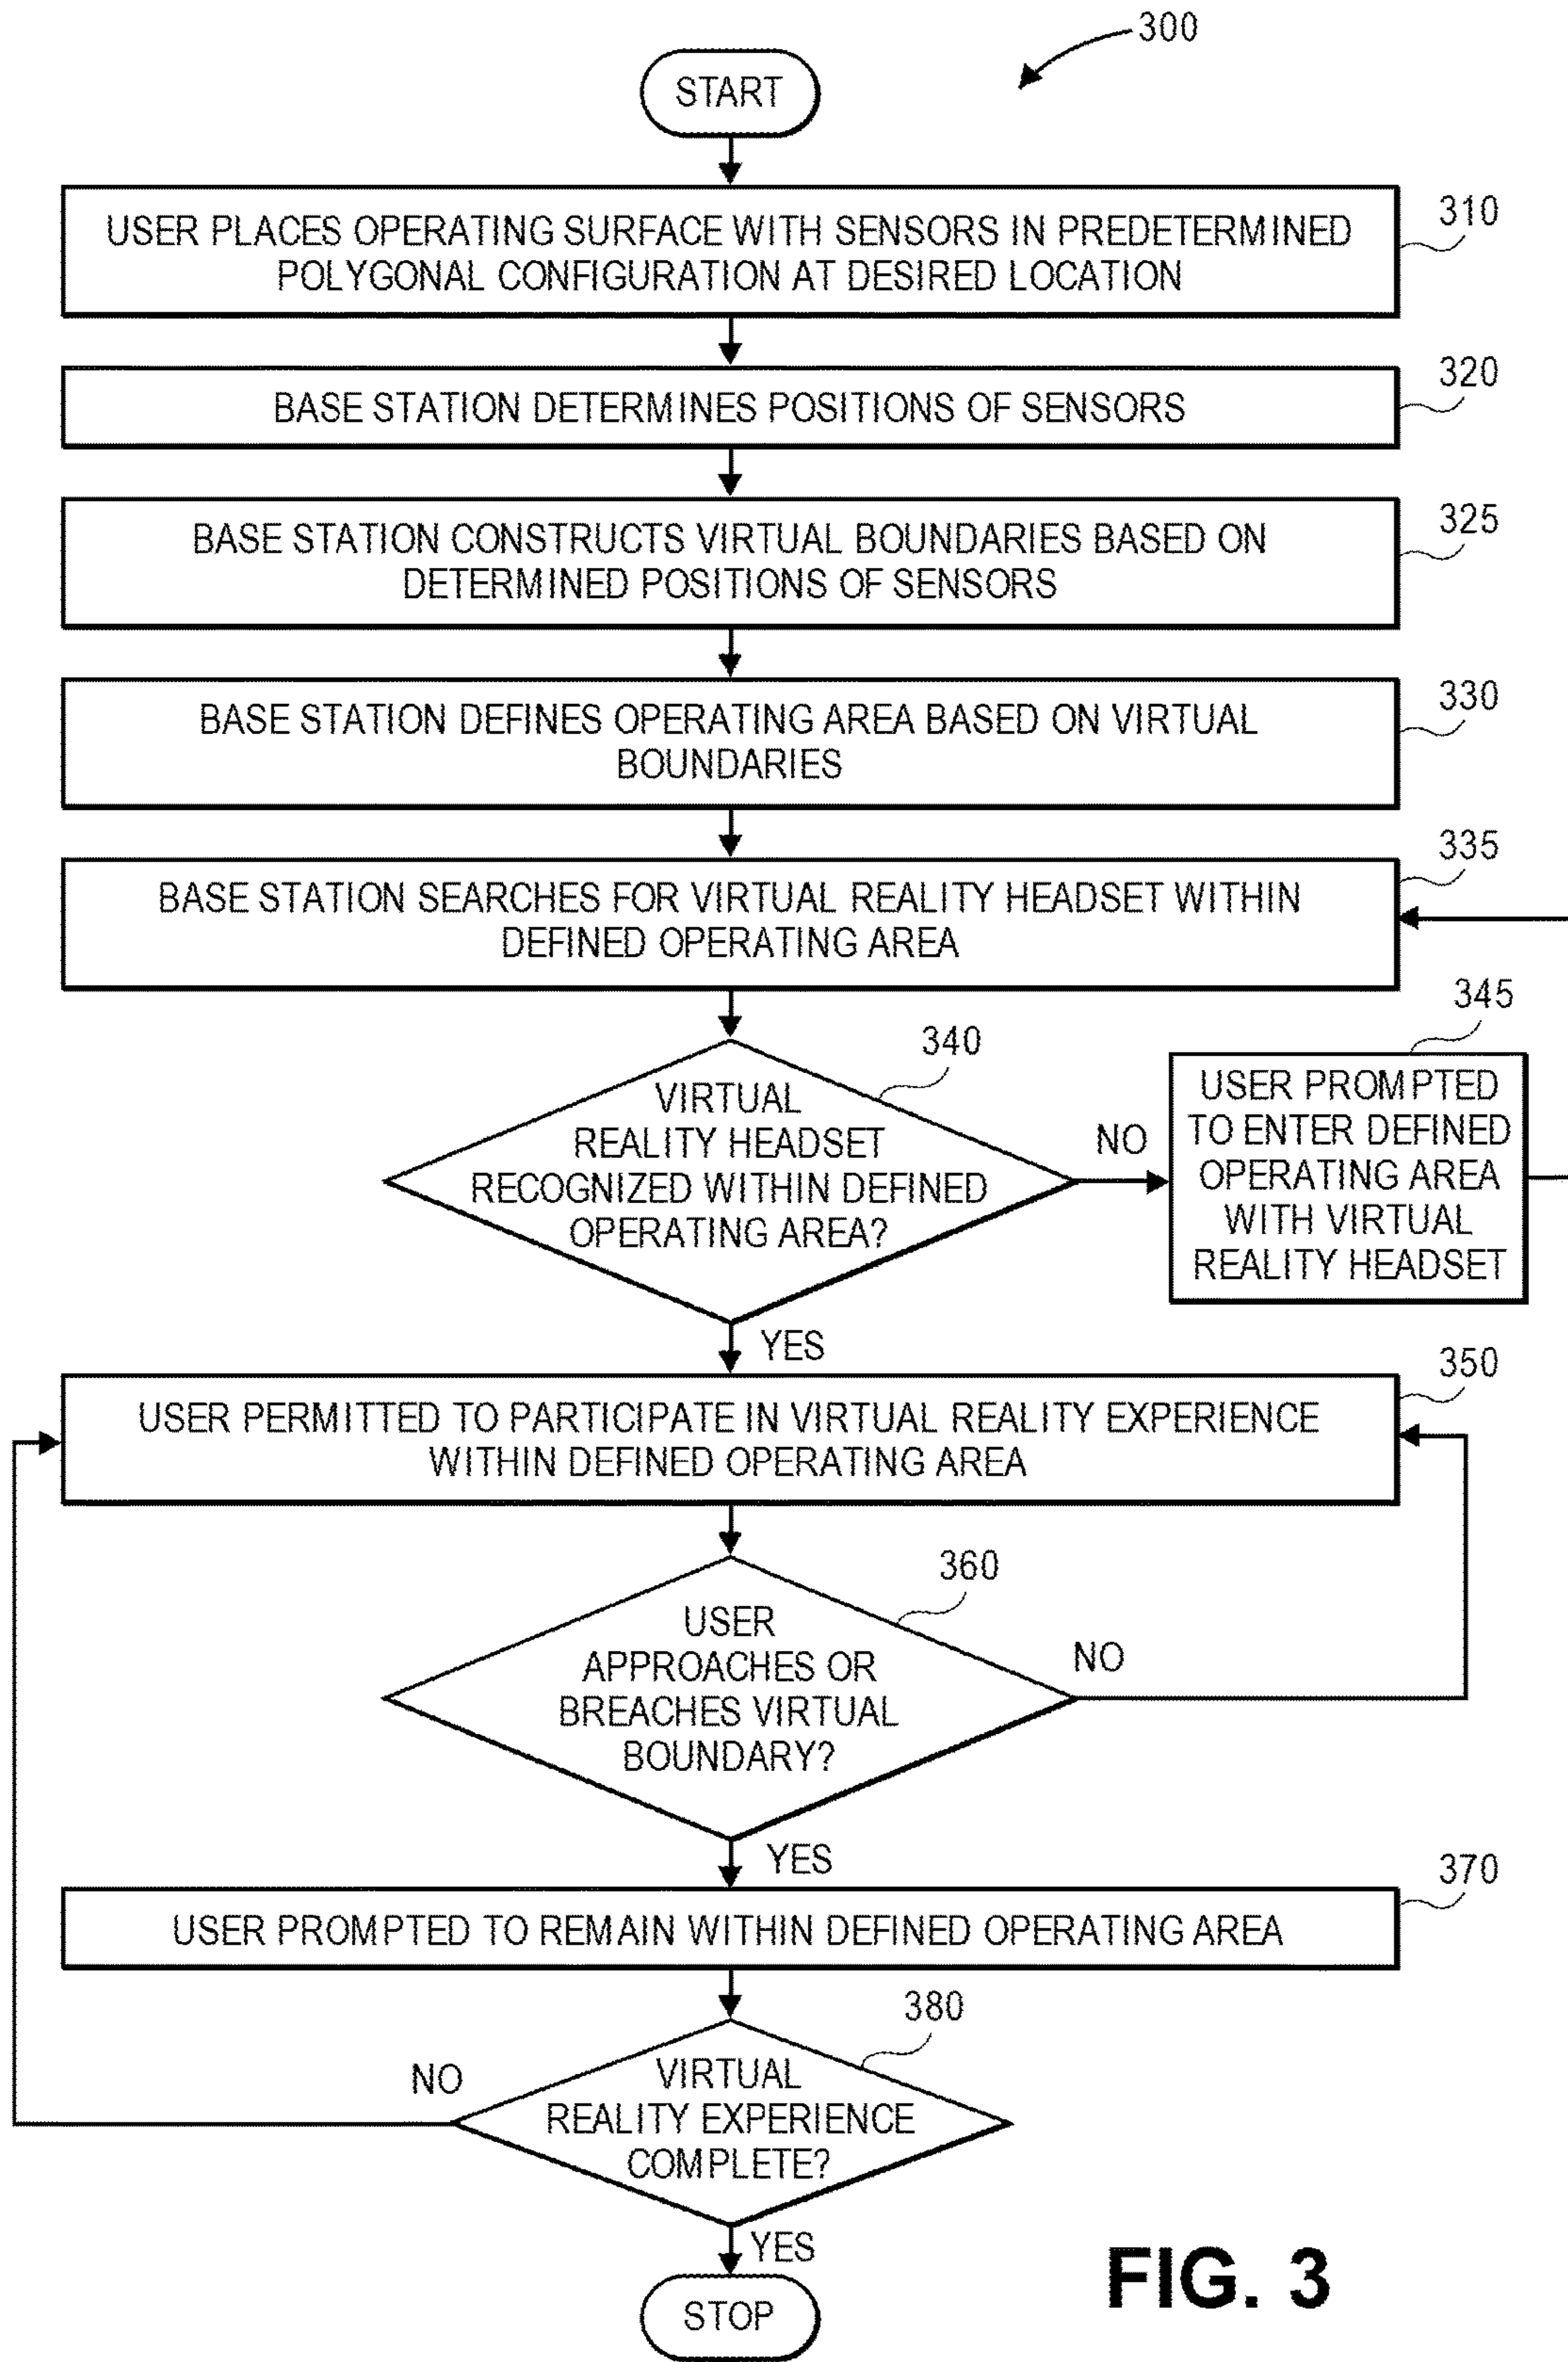 300
START
310
USER PLACES OPERATING SURFACE WITH SENSORS IN PREDETERMINED
POLYGONAL CONFIGURATION AT DESIRED LOCATION
320
BASE STATION DETERMINES POSITIONS OF SENSORS
325
BASE STATION CONSTRUCTS VIRTUAL BOUNDARIES BASED ON
DETERMINED POSITIONS OF SENSORS
330
BASE STATION DEFINES OPERATING AREA BASED ON VIRTUAL
BOUNDARIES
335
BASE STATION SEARCHES FOR VIRTUAL REALITY HEADSET WITHIN
DEFINED OPERATING AREA
340
VIRTUAL
REALITY HEADSET
RECOGNIZED WITHIN DEFINED
OPERATING AREA?
NO
345
USER PROMPTED
TO ENTER DEFINED
OPERATING AREA
WITH VIRTUAL
REALITY HEADSET
YES
350
USER PERMITTED TO PARTICIPATE IN VIRTUAL REALITY EXPERIENCE
WITHIN DEFINED OPERATING AREA
360
USER
APPROACHES OR
BREACHES VIRTUAL
BOUNDARY?
NO
YES
370
USER PROMPTED TO REMAIN WITHIN DEFINED OPERATING AREA
380
NO
VIRTUAL
REALITY EXPERIENCE
COMPLETE?
YES
STOP
FIG. 3